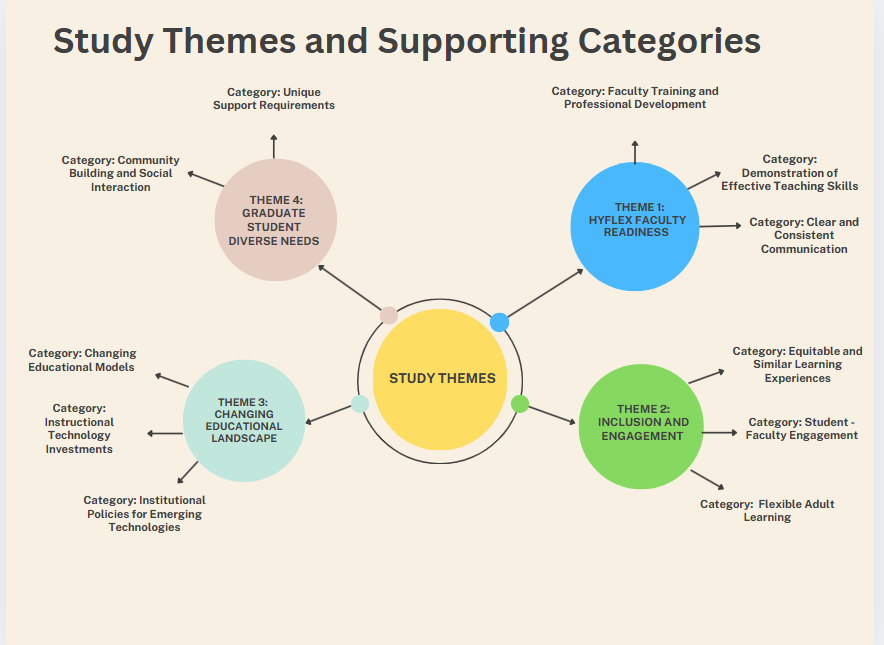 Study Themes and Supporting Categories
Category: Unique
Support Requirements
Category: Faculty Training and
Professional Development
Category: Community
Building and Social
Interaction
THEME 4:
GRADUATE
STUDENT
DIVERSE NEEDS
THEME 1:
HYFLEX FACULTY
READINESS
Category:
Demonstration of
Effective Teaching Skills
Category: Clear and
Consistent
Communication
STUDY THEMES
Category: Changing
Educational Models
Category:
Instructional
Technology
Investments
Category: Institutional
Policies for Emerging
Technologies
THEME 3:
CHANGING
EDUCATIONAL
LANDSCAPE
THEME 2:
INCLUSION AND
ENGAGEMENT
Category: Equitable and
Similar Learning
Experiences
Category: Student -
Faculty Engagement
Category:  Flexible Adult
Learning